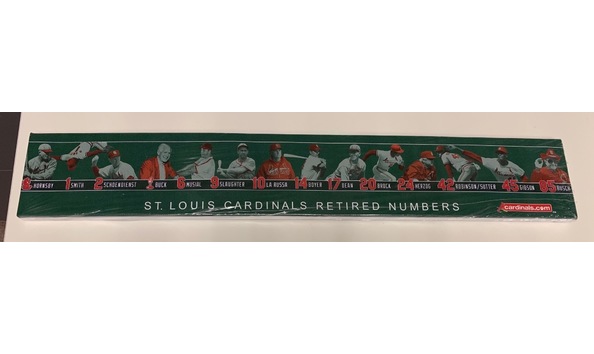 HORNSBY 1 SMITH 2 SCHOENDIENST BUCK 6 MUSIAL 9 SLAUGHTER 10 LA RUSSA 14 BOYER 17 DEAN 20 BROCK 24 HERZOG 42 ROBINSON/SUTTER 45 GIBSON 85 BUSCH
ST. LOUIS CARDINALS RETIRED NUMBERS
cardinals.com